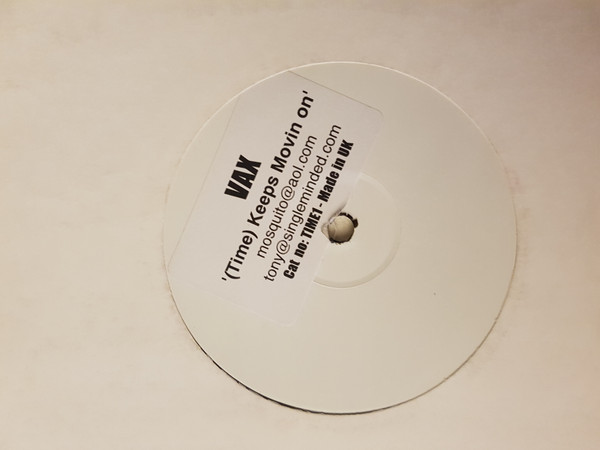 VAX
'(Time) Keeps Movin on'
mosquito@aol.com
tony@singleminded.com
Cat no: TIME1 - Made in UK